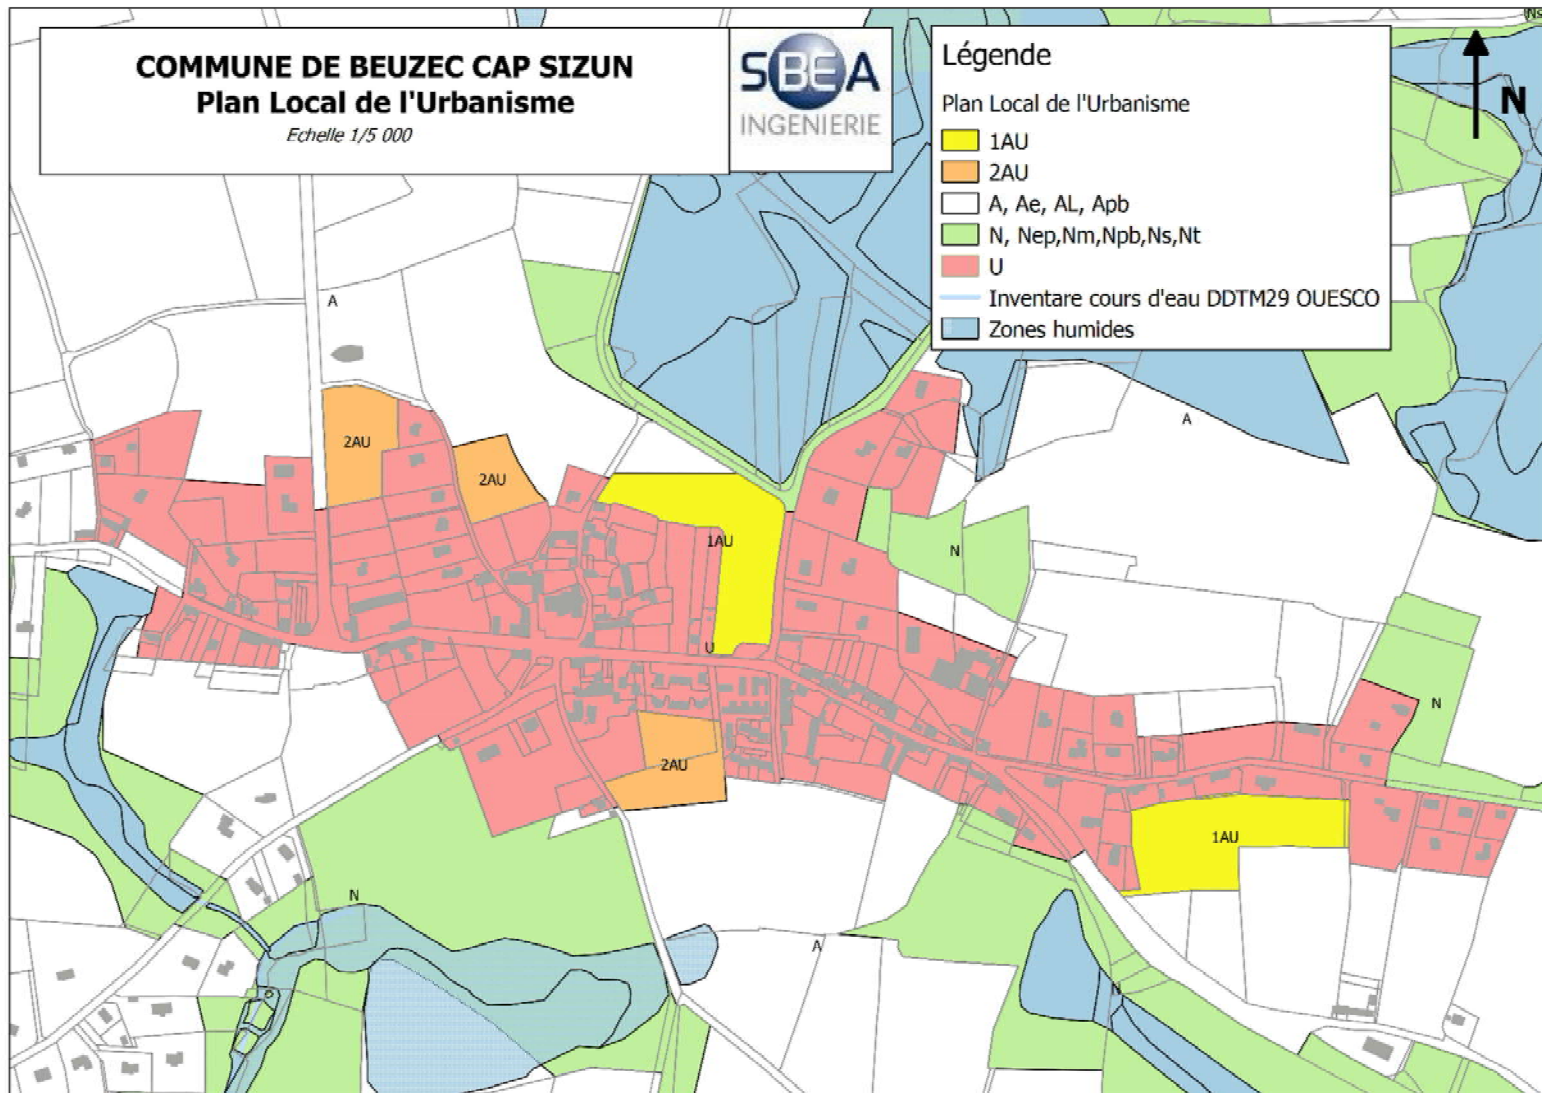 COMMUNE DE BEUZEC CAP SIZUN
Plan Local de l'Urbanisme
Echelle 1/5 000
SBEA
INGENIERIE
Légende
Plan Local de l'Urbanisme
1AU
2AU
A, Ae, AL, Apb
N, Nep,Nm,Npb,Ns,Nt
U
Inventare cours d'eau DDTM29 OUESCO
Zones humides
N
Ns
A
A
2AU
2AU
1AU
N
U
N
2AU
1AU
N
A
N